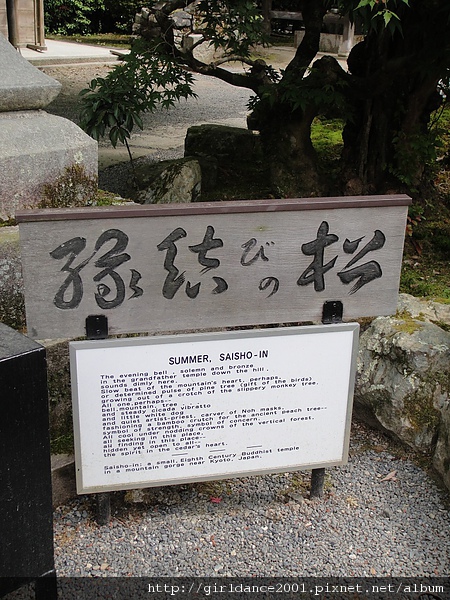 縁結びの松
SUMMER, SAISHO-IN
The evening bell, solemn and bronze,
in the grandfather temple down the hill,
sounds dimly here.
Slow beat of the mountain's heart, perhaps,
or determined pulse of pine tree (gift of the birds)
growing out of a crotch of the slippery monkey tree.
All one, perhaps--
bell, mountain, tree
and steady cicada vibratto
and little white dog
and quiet artist-priest, carver of Noh masks,
fashioning a bamboo crutch for the ancient peach tree--
symbol of strength, symbol of concern.
All cool under nodding crowns of the vertical forest,
all seeking in this place--
all finding in this place--
hidden yet open to all--
the spirit in the cedar's heart.
Saisho-in: a small, Eighth Century Buddhist temple
in a mountain gorge near Kyoto, Japan.
http://girldance2001.pixnet.net/album